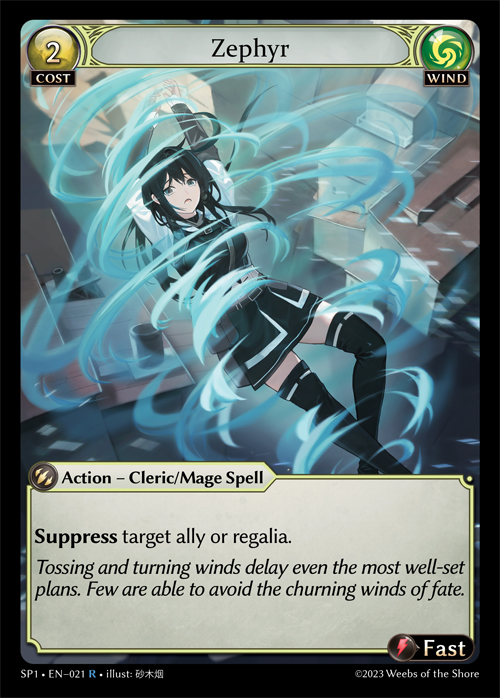 2
Zephyr
COST
WIND
Action – Cleric/Mage Spell
Suppress target ally or regalia.
Tossing and turning winds delay even the most well-set
plans. Few are able to avoid the churning winds of fate.
Fast
SP1 • EN–021 R • illust: 砂木烟
©2023 Weebs of the Shore